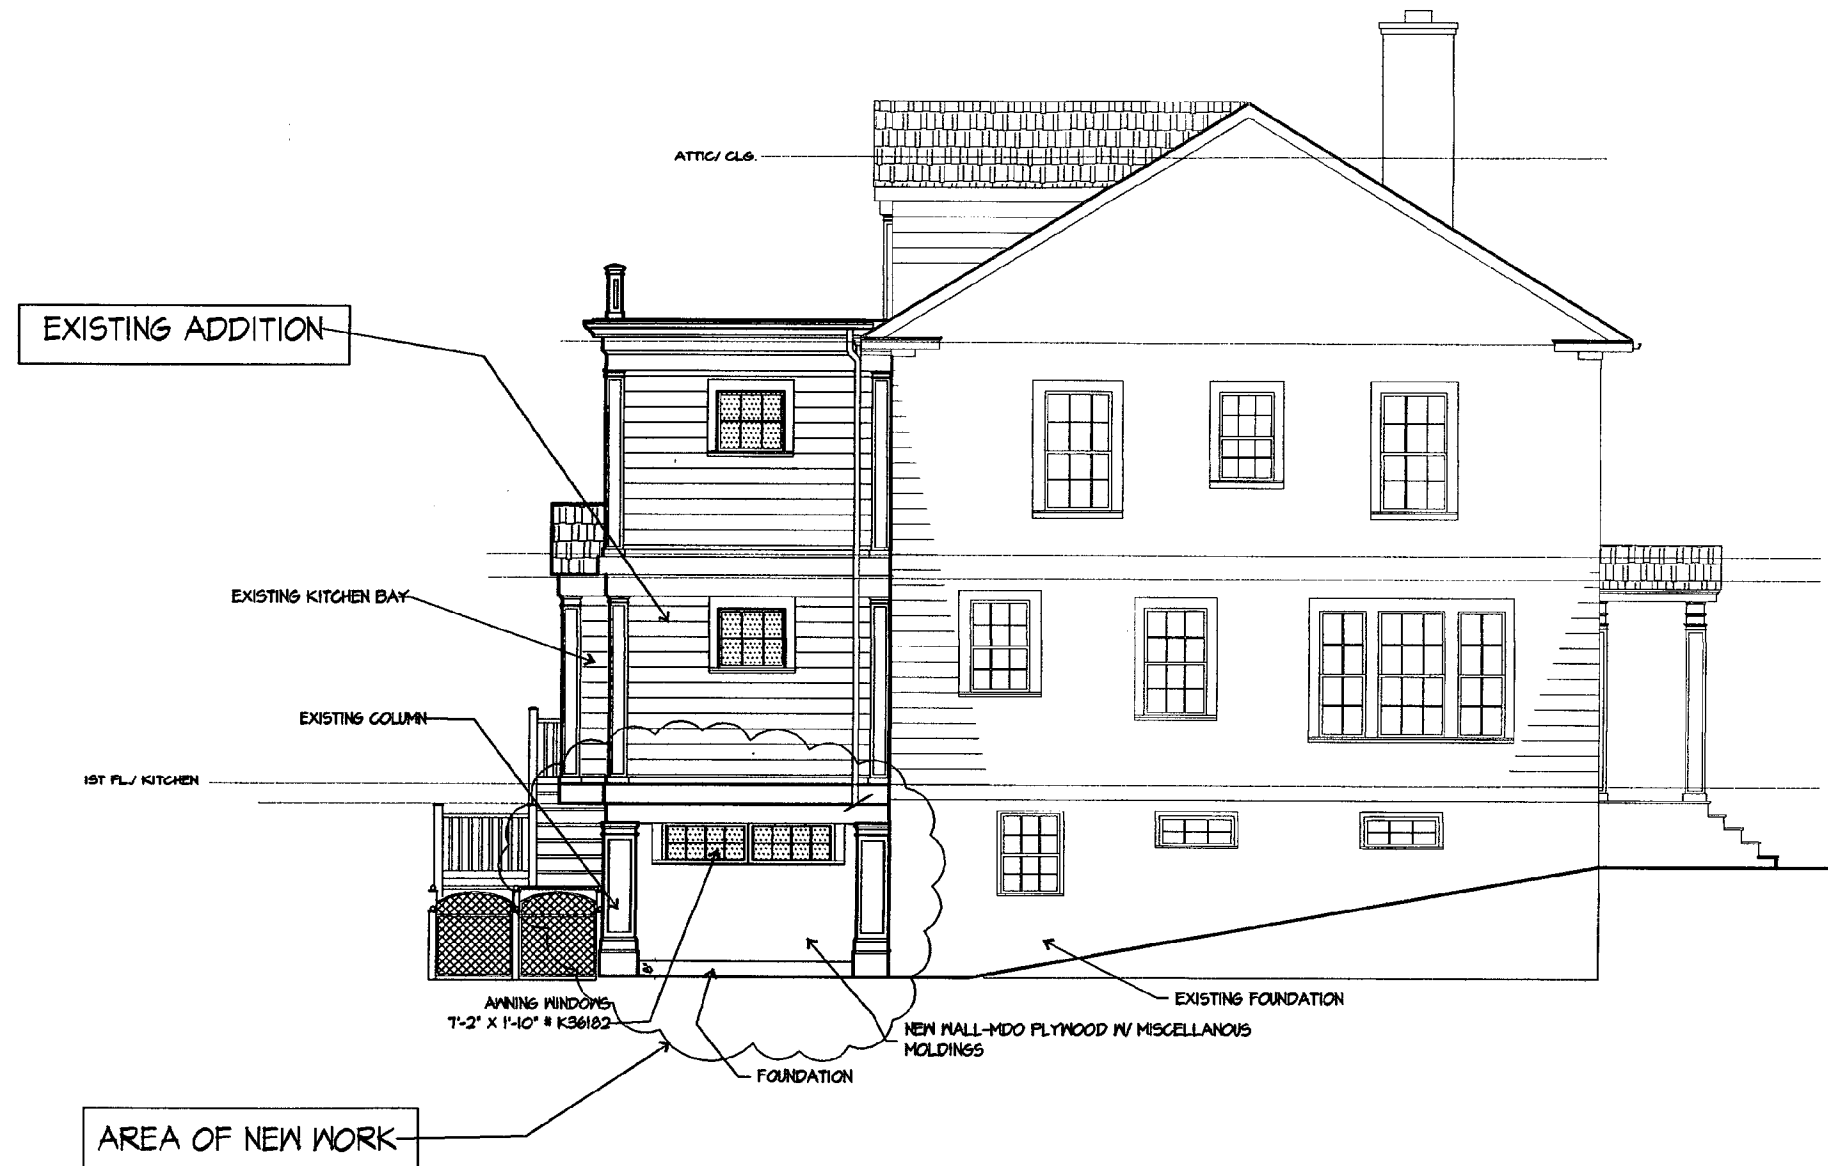 ATTIC/ CLG.
EXISTING ADDITION
EXISTING KITCHEN BAY
EXISTING COLUMN
1ST FL./ KITCHEN
8"
AWNING WINDOWS
7'-2" X 1'-10" # K36182
EXISTING FOUNDATION
NEW WALL-MDO PLYWOOD W/ MISCELLANOUS
MOLDINGS
FOUNDATION
AREA OF NEW WORK